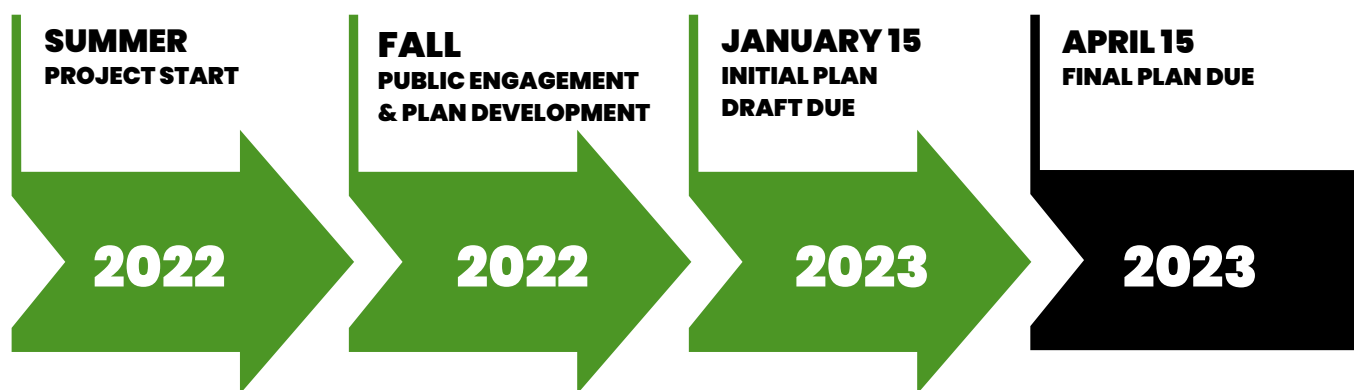 SUMMER
PROJECT START
2022
FALL
PUBLIC ENGAGEMENT
& PLAN DEVELOPMENT
2022
JANUARY 15
INITIAL PLAN
DRAFT DUE
2023
APRIL 15
FINAL PLAN DUE
2023